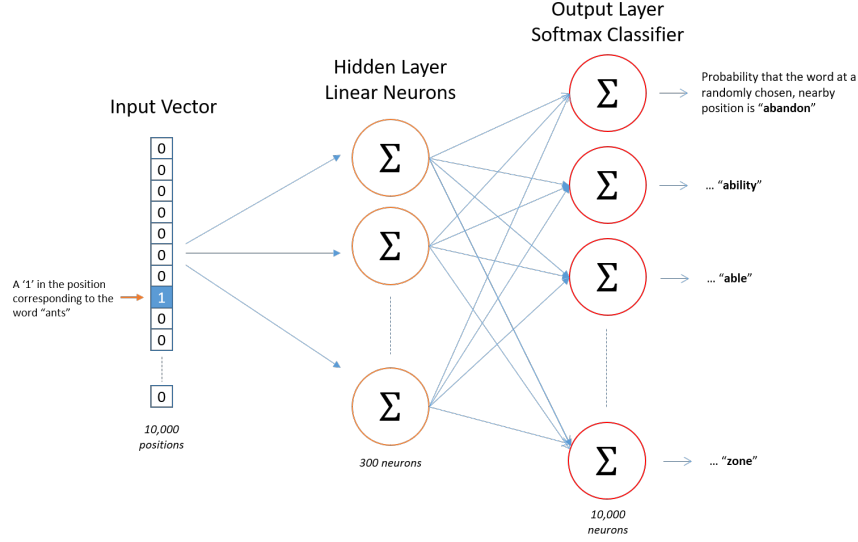 Output Layer
Softmax Classifier
Hidden Layer
Linear Neurons
Input Vector
0
0
0
0
0
0
0
1
0
0
0
A ‘1’ in the position
corresponding to the
word “ants”
10,000
positions
Σ
Σ
Σ
300 neurons
Σ
Σ
Σ
Σ
10,000
neurons
Probability that the word at a
randomly chosen, nearby
position is “abandon”
... “ability”
... “able”
... “zone”